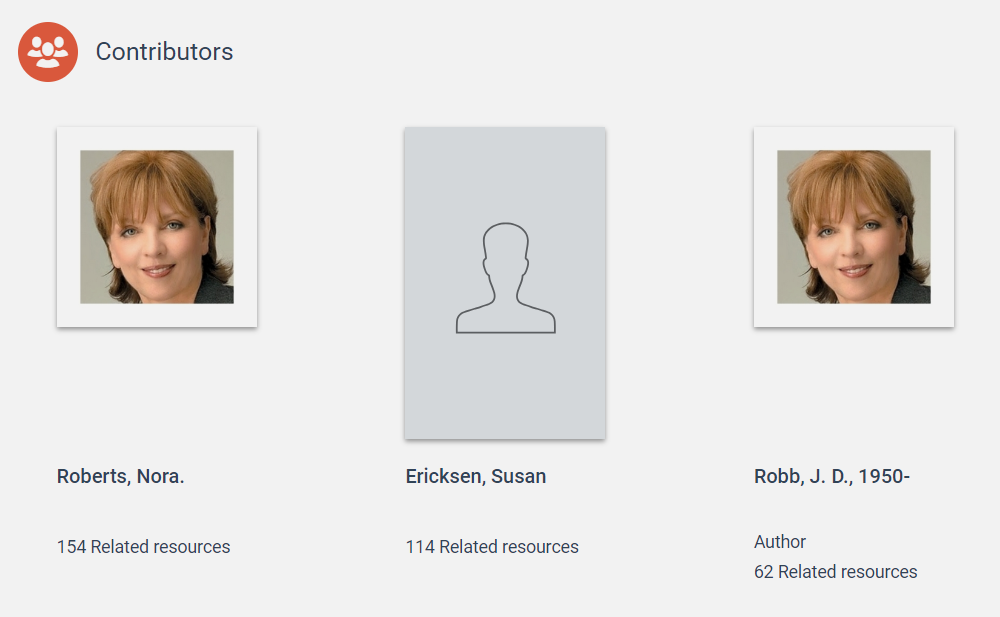 Contributors
Roberts, Nora.
154 Related resources
Ericksen, Susan
114 Related resources
Robb, J. D., 1950-
Author
62 Related resources